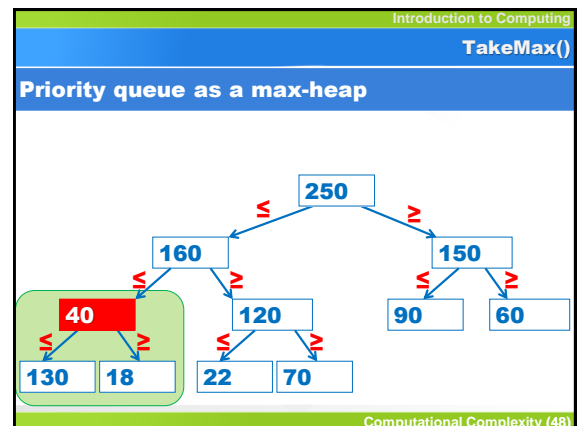 Introduction to Computing
TakeMax()
Priority queue as a max-heap
250
≤ ≥
160 150
≤ ≥ ≤ ≥
40 120 90 60
≤ ≥ ≤ ≥
130 18 22 70
Computational Complexity (48)